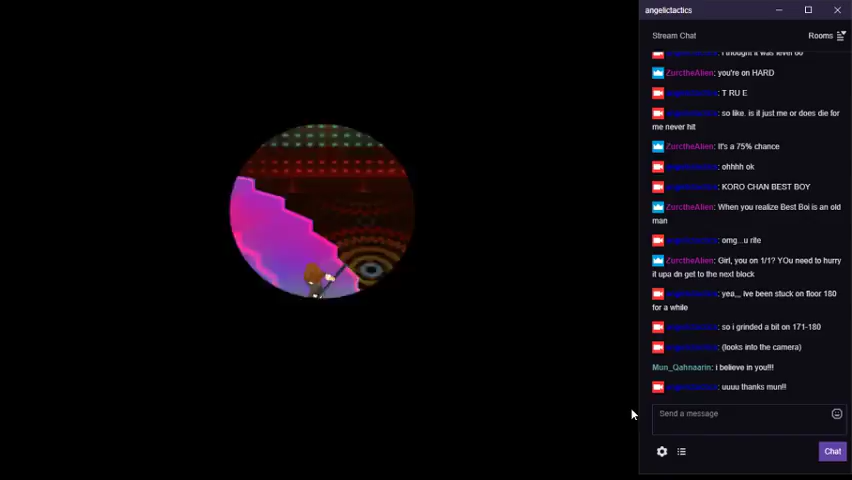 angelictactics
Stream Chat
Rooms
i thought it was level 60
ZurctheAlien: you're on HARD
: T RU E
: so like. is it just me or does die for
me never hit
ZurctheAlien: It's a 75% chance
: ohhhh ok
: KORO CHAN BEST BOY
ZurctheAlien: When you realize Best Boi is an old
man
: omg...u rite
ZurctheAlien: Girl, you on 1/1? YOu need to hurry
it upa dn get to the next block
: yea,,, ive been stuck on floor 180
for a while
: so i grinded a bit on 171-180
: (looks into the camera)
Mun_Qahnaarin: i believe in you!!!
: uuuu thanks mun!!
Send a message
Chat